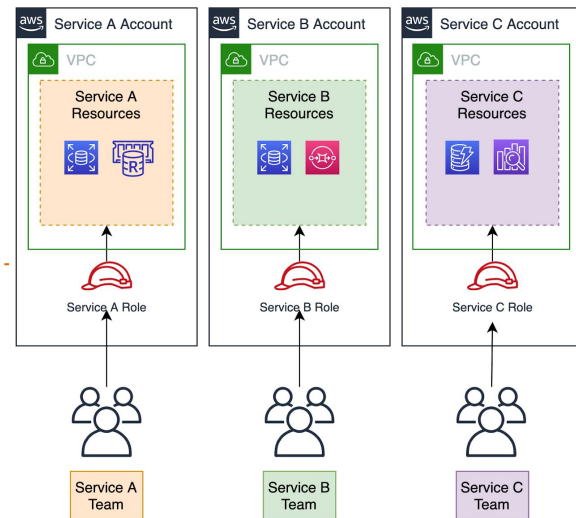 aws
Service A Account
VPC
Service A
Resources
R
Service A Role
Service A
Team
aws
Service B Account
VPC
Service B
Resources
Service B Role
Service B
Team
aws
Service C Account
VPC
Service C
Resources
Service C Role
Service C
Team